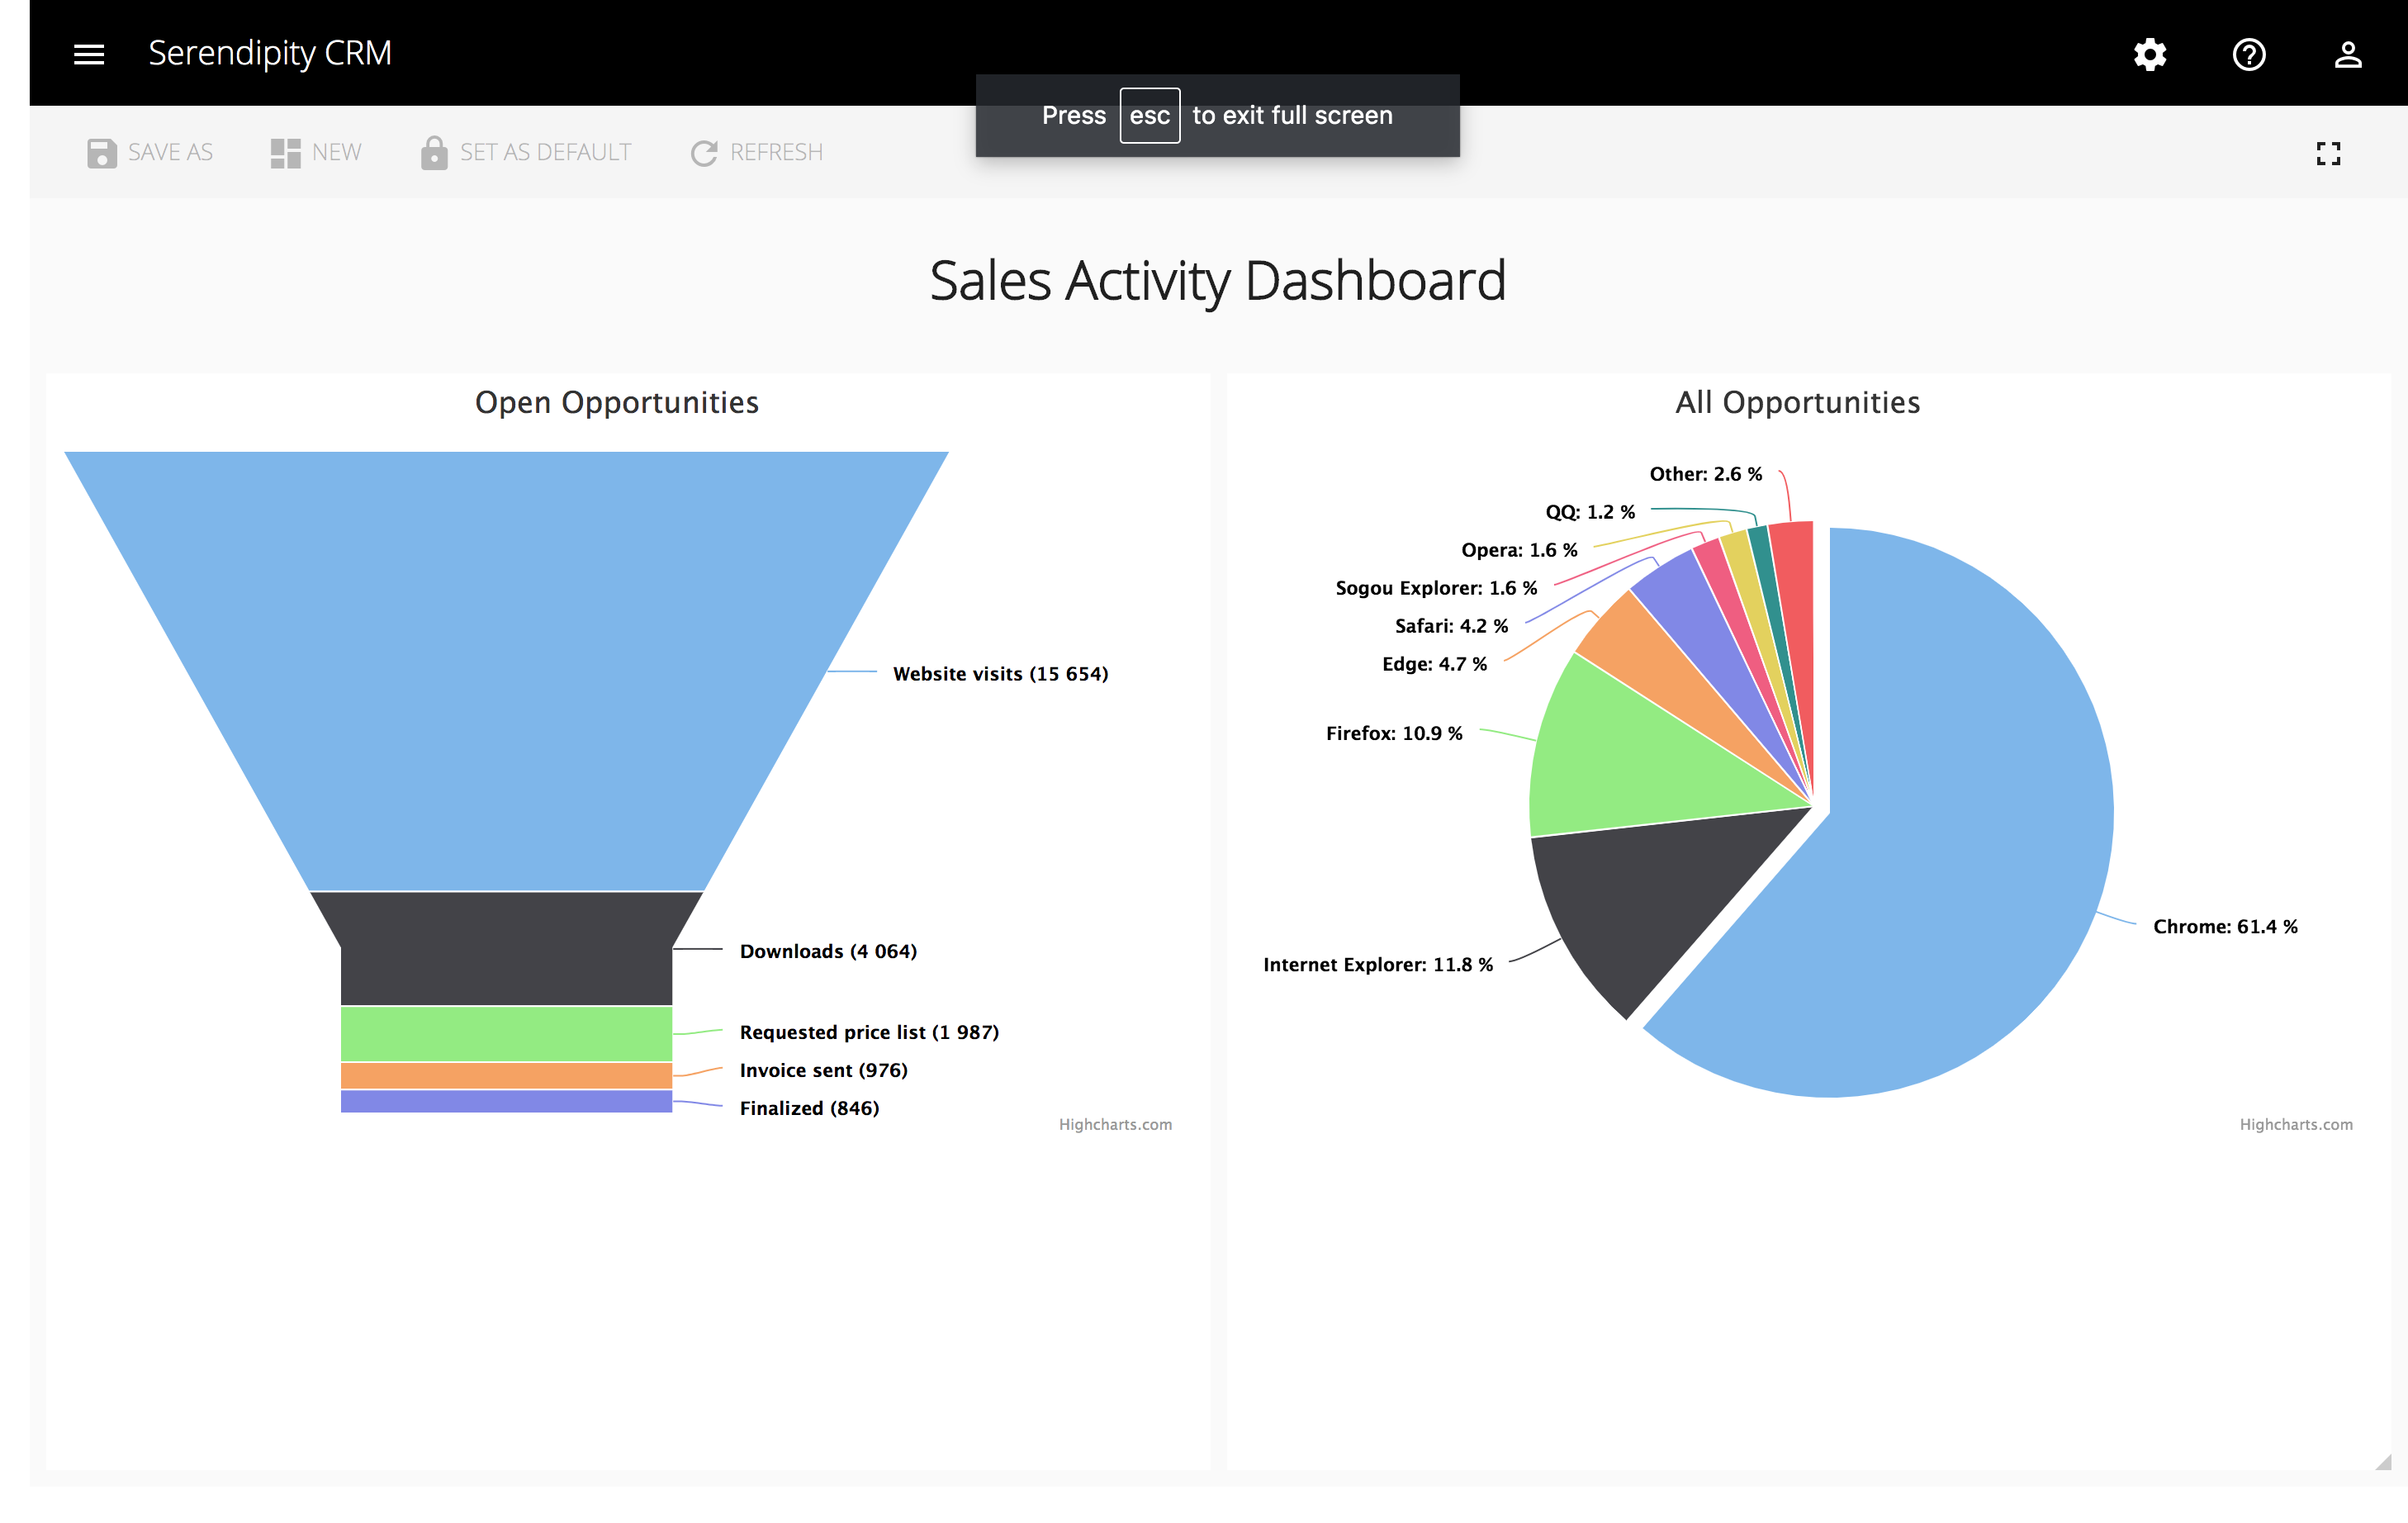 Serendipity CRM
Press esc to exit full screen
SAVE AS NEW SET AS DEFAULT REFRESH
Sales Activity Dashboard
Open Opportunities
Website visits (15 654)
Downloads (4 064)
Requested price list (1 987)
Invoice sent (976)
Finalized (846)
Highcharts.com
All Opportunities
Other: 2.6 %
QQ: 1.2 %
Opera: 1.6 %
Sogou Explorer: 1.6 %
Safari: 4.2 %
Edge: 4.7 %
Firefox: 10.9 %
Chrome: 61.4 %
Internet Explorer: 11.8 %
Highcharts.com